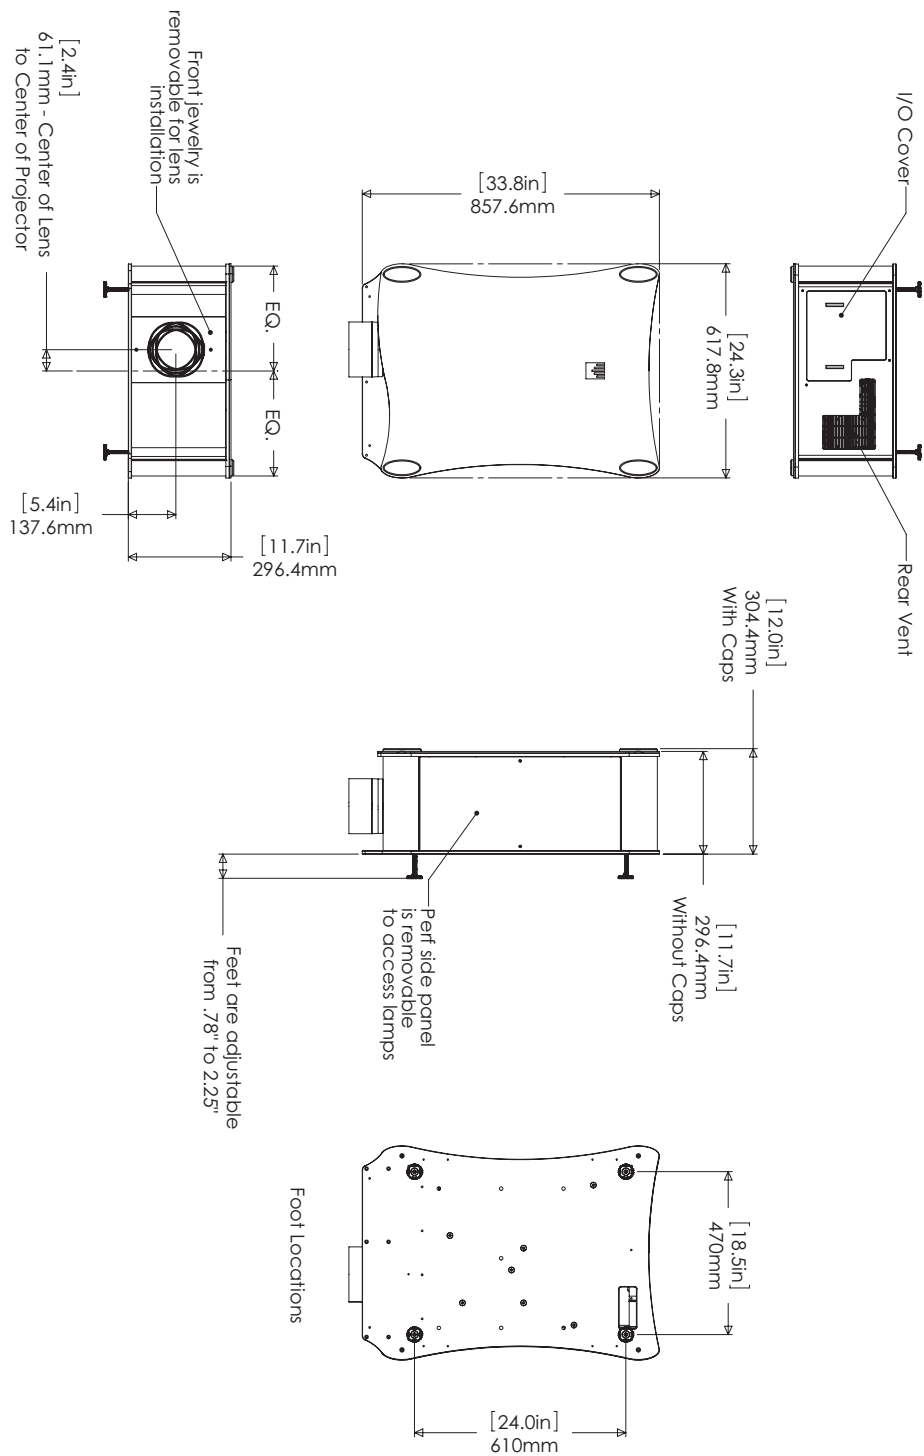 I/O Cover
Rear Vent
[33.8in]
857.6mm
[24.3in]
617.8mm
Front jewelry is
removable for lens
installation
[2.4in]
61.1mm - Center of Lens
to Center of Projector
EQ.
EQ.
[5.4in]
137.6mm
[11.7in]
296.4mm
[12.0in]
304.4mm
With Caps
[11.7in]
296.4mm
Without Caps
Perf side panel
is removable
to access lamps
Feet are adjustable
from .78" to 2.25"
[18.5in]
470mm
[24.0in]
610mm
Foot Locations